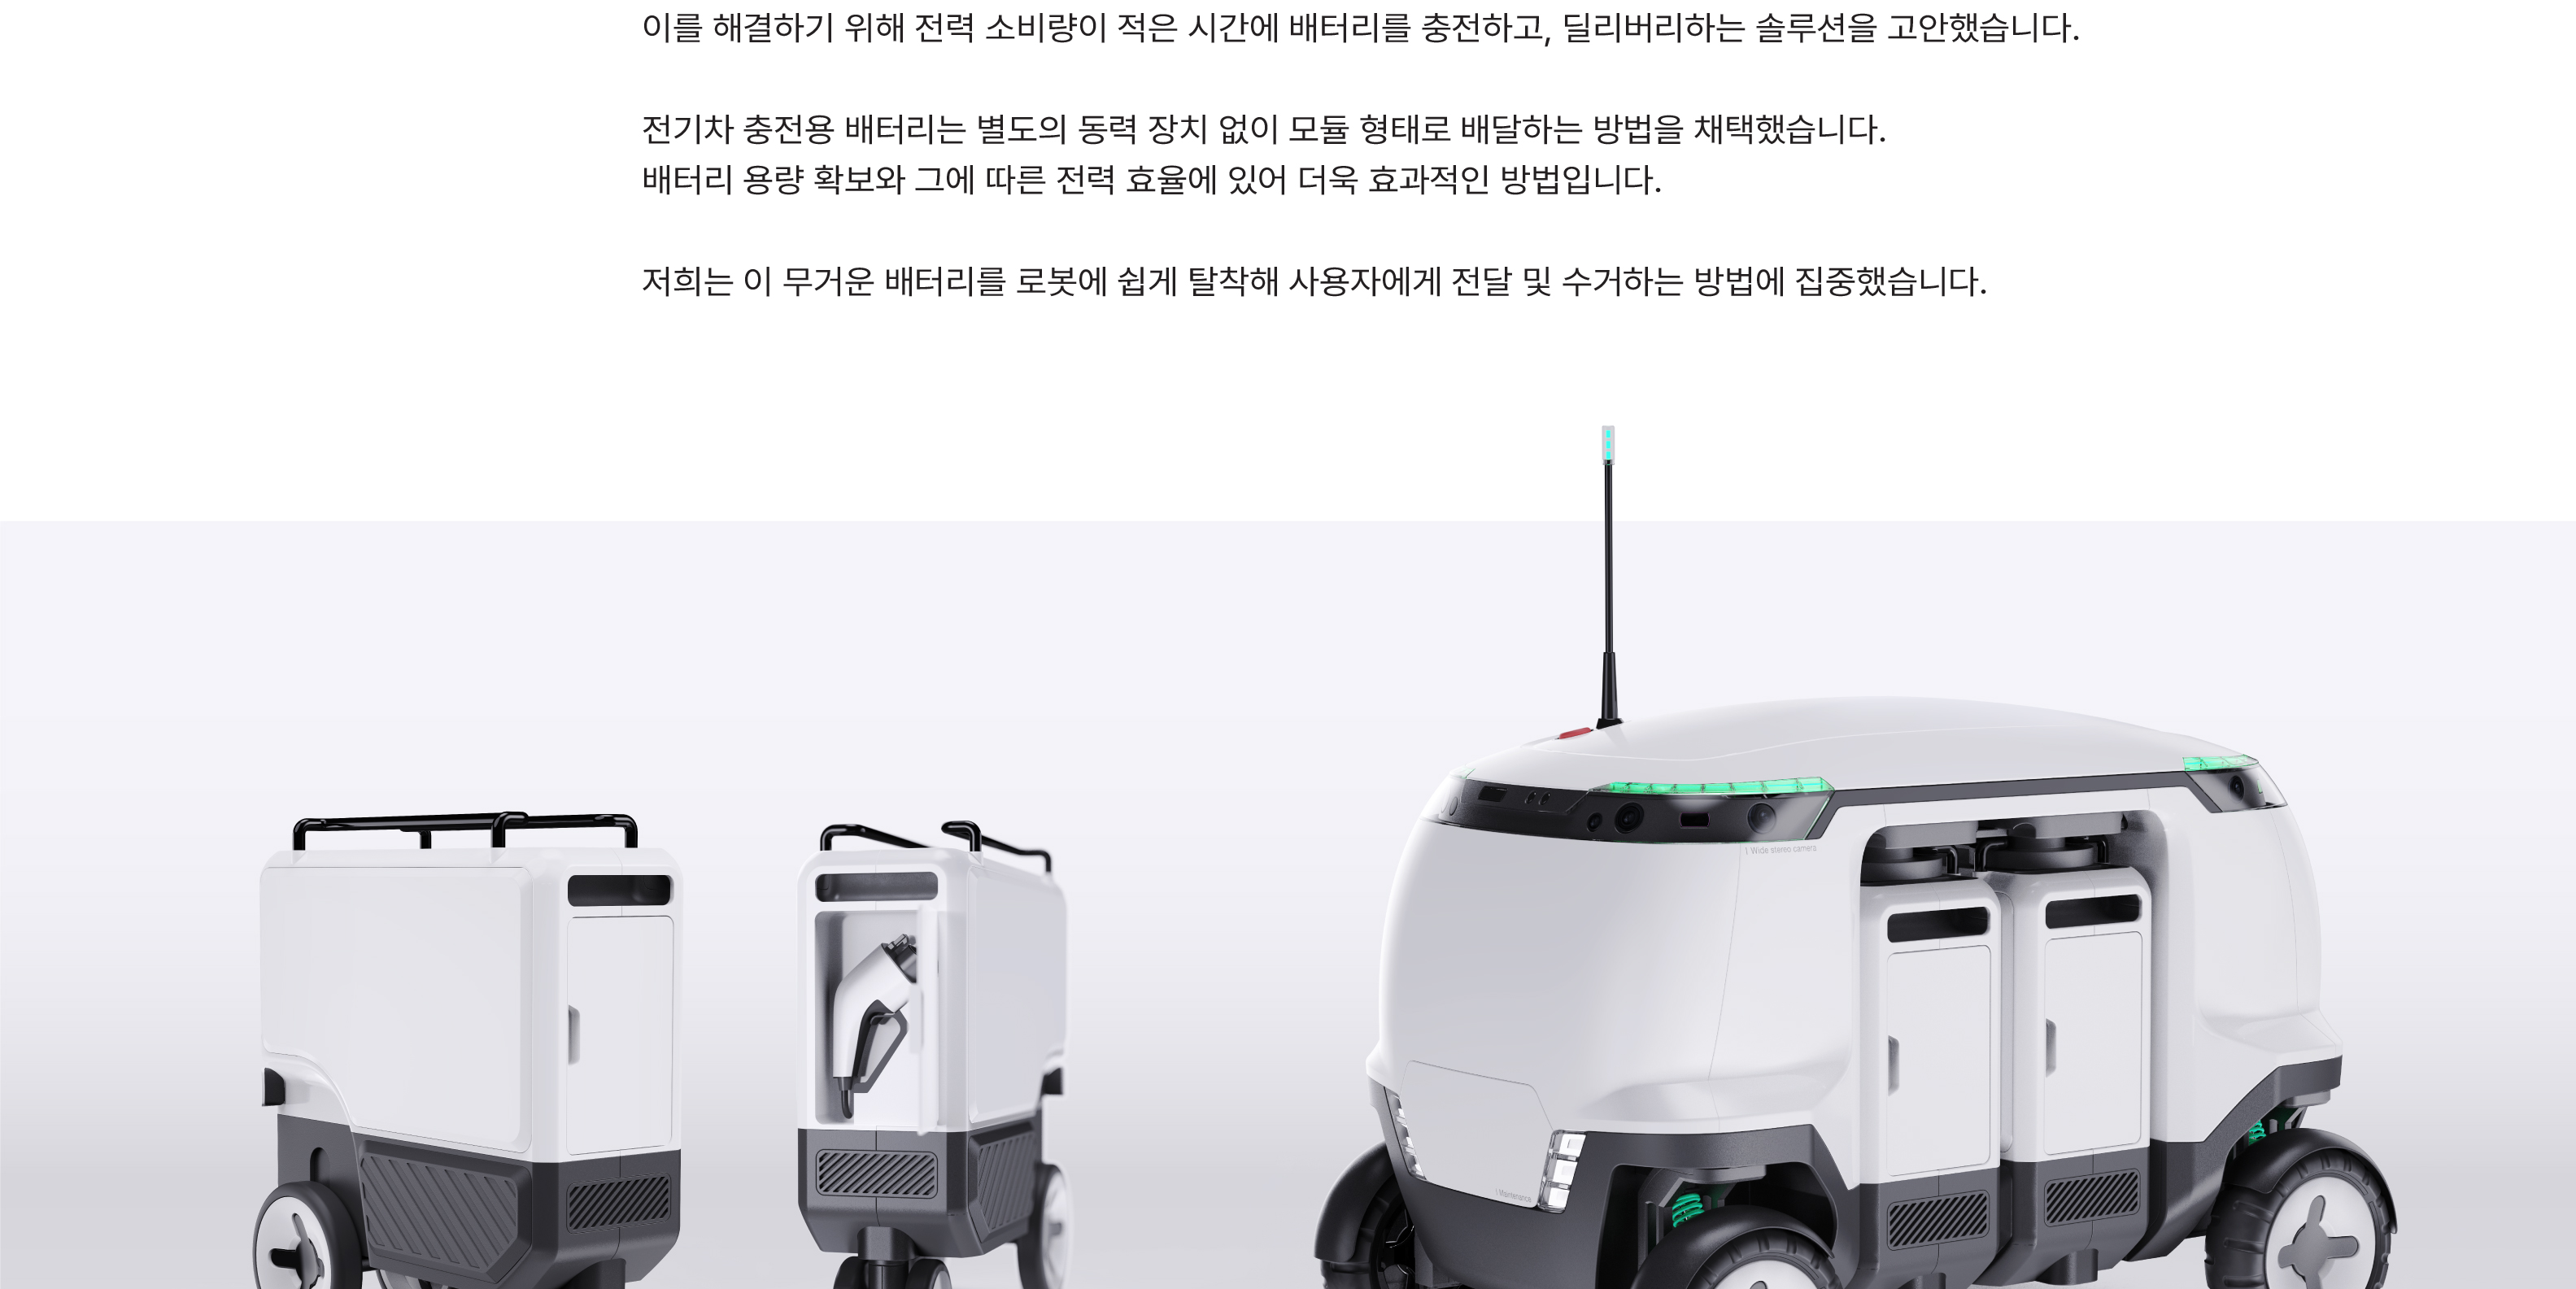 이를 해결하기 위해 전력 소비량이 적은 시간에 배터리를 충전하고, 딜리버리하는 솔루션을 고안했습니다.
전기차 충전용 배터리는 별도의 동력 장치 없이 모듈 형태로 배달하는 방법을 채택했습니다.
배터리 용량 확보와 그에 따른 전력 효율에 있어 더욱 효과적인 방법입니다.
저희는 이 무거운 배터리를 로봇에 쉽게 탈착해 사용자에게 전달 및 수거하는 방법에 집중했습니다.
| Wide stereo camera
| Maintenance